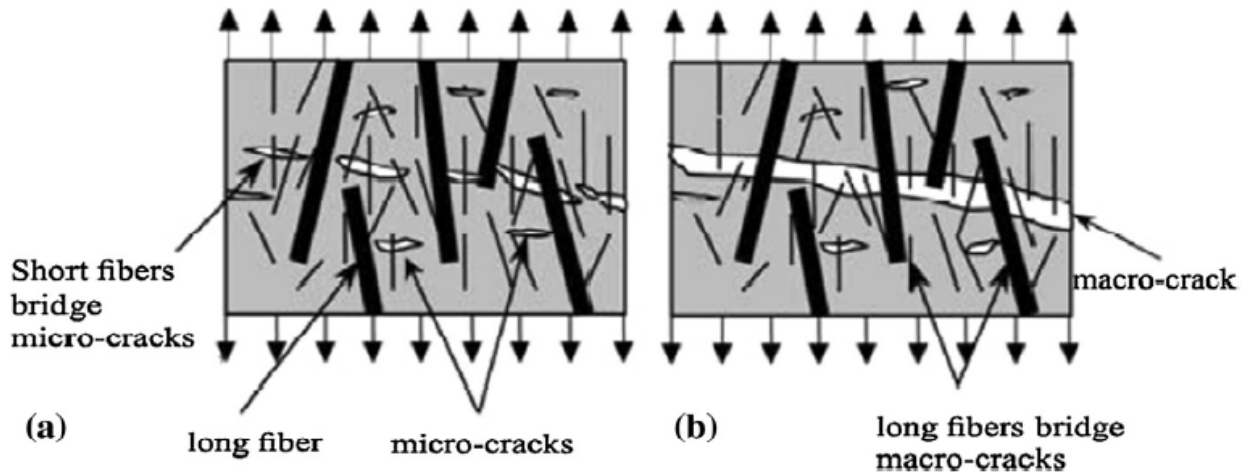 Short fibers
bridge
micro-cracks
(a)
long fiber
micro-cracks
macro-crack
(b)
long fibers bridge
macro-cracks